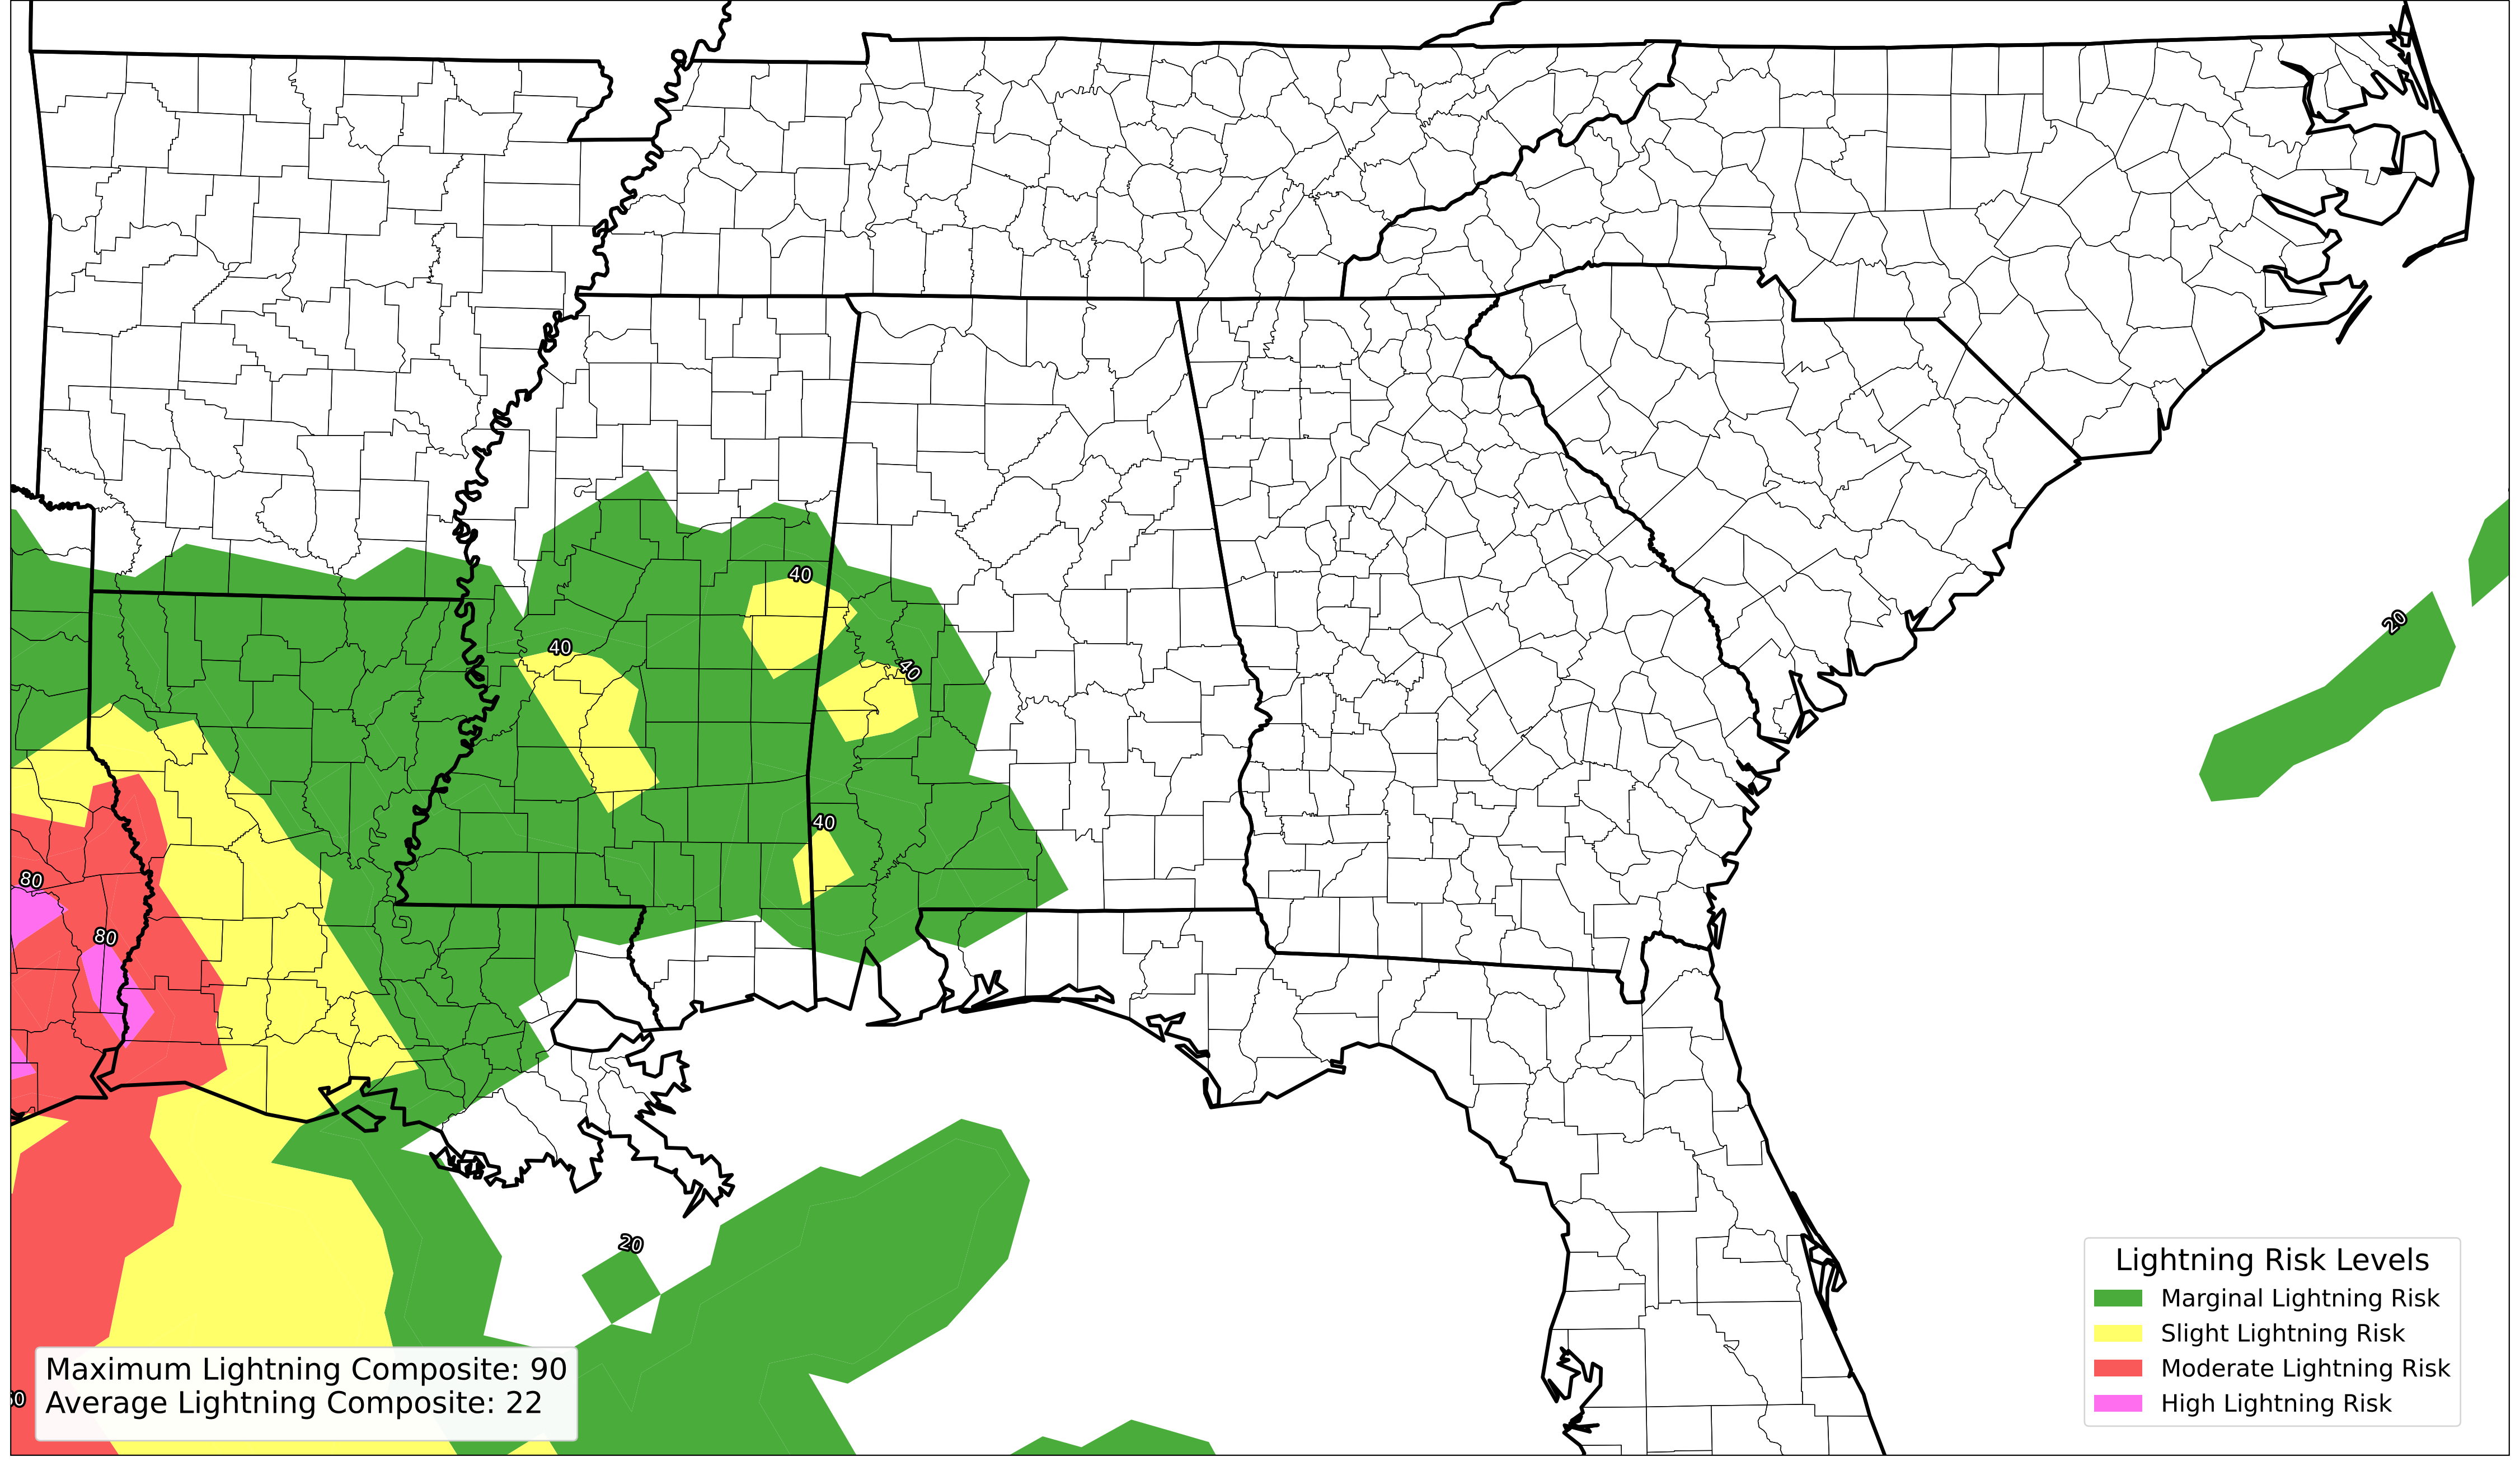 40
40
20
40
40
80
80
20
Maximum Lightning Composite: 90
Average Lightning Composite: 22
Lightning Risk Levels
Marginal Lightning Risk
Slight Lightning Risk
Moderate Lightning Risk
High Lightning Risk